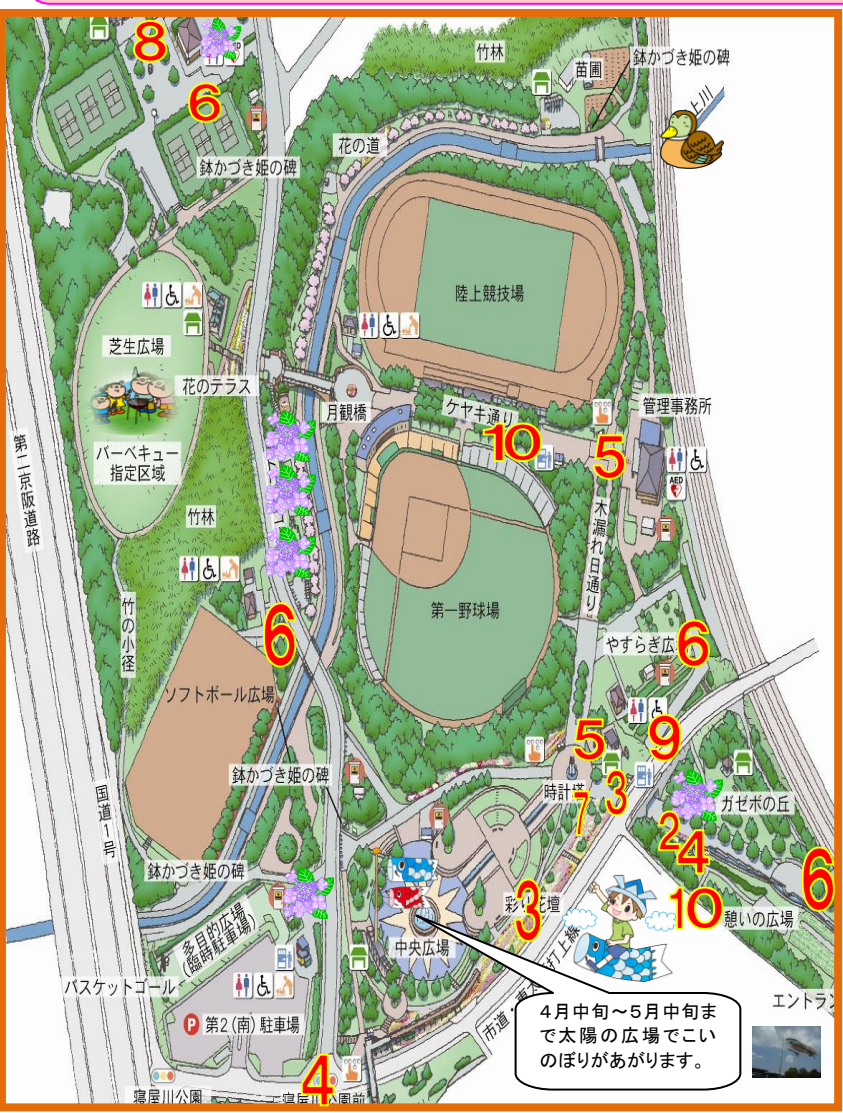 8
竹林
苗圃
鉢かづき姫の碑
6
花の道
鉢かづき姫の碑
陸上競技場
芝生広場
花のテラス
月観橋
ケヤキ通り
10
管理事務所
5
AED
バーベキュー
指定区域
第二京阪道路
竹林
木漏れ日通り
竹の小径
第一野球場
6
やすらぎ広
6
ソフトボール広場
鉢かづき姫の碑
5
9
時計塔
3
7
ガゼボの丘
2
4
6
国道1号
鉢かづき姫の碑
彩り花壇
3
10
憩いの広場
多目的広場
(臨時駐車場)
中央広場
バスケットゴール
P 第2(南)駐車場
エントラン
4月中旬～5月中旬ま
で太陽の広場でこい
のぼりがあがります。
4
寝屋川公園
寝屋川公園前